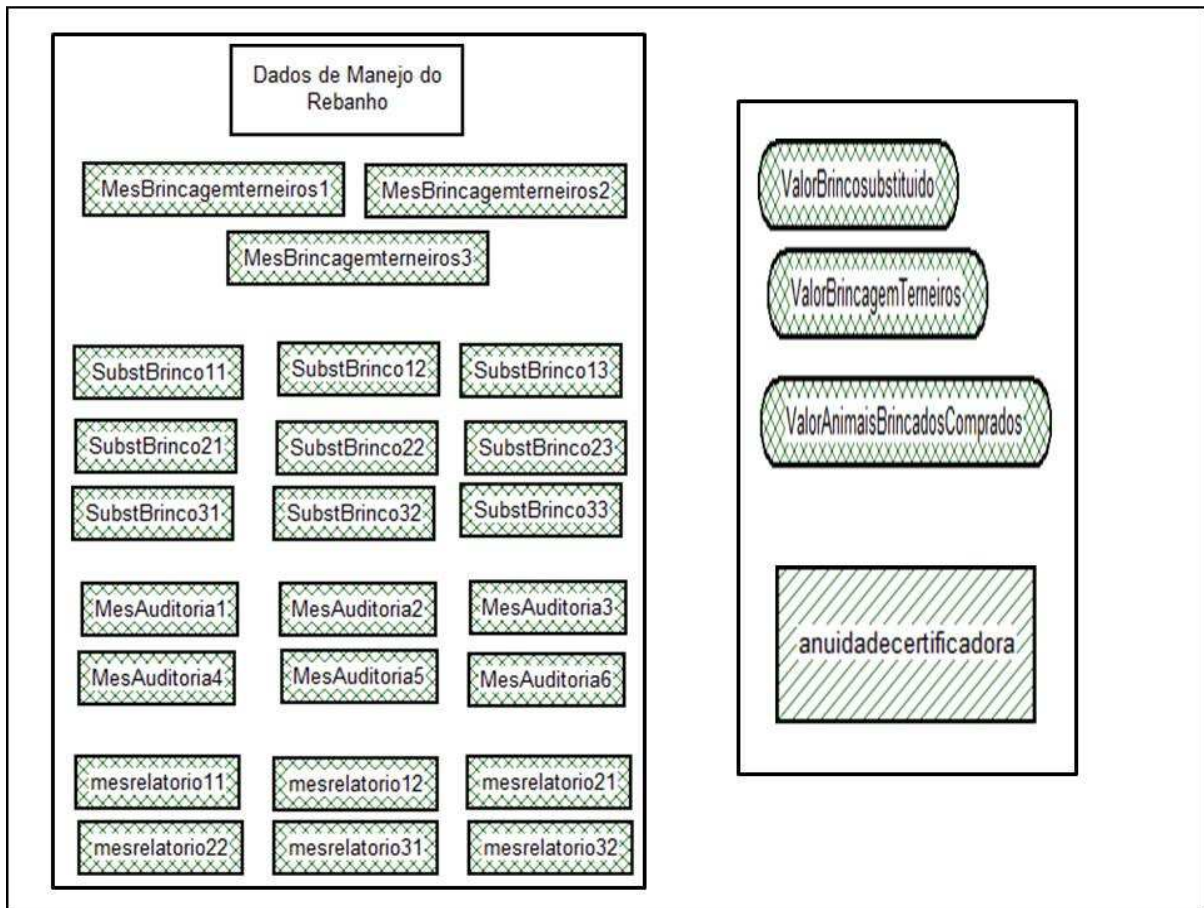 Dados de Manejo do
Rebanho
MesBrincagemterneiros1
MesBrincagemterneiros2
MesBrincagemterneiros3
SubstBrinco11
SubstBrinco12
SubstBrinco13
SubstBrinco21
SubstBrinco22
SubstBrinco23
SubstBrinco31
SubstBrinco32
SubstBrinco33
MesAuditoria1
MesAuditoria2
MesAuditoria3
MesAuditoria4
MesAuditoria5
MesAuditoria6
mesrelatorio11
mesrelatorio12
mesrelatorio21
mesrelatorio22
mesrelatorio31
mesrelatorio32
ValorBrincosubstituido
ValorBrincagemTerneiros
ValorAnimaisBrincadosComprados
anuidadecertificadora